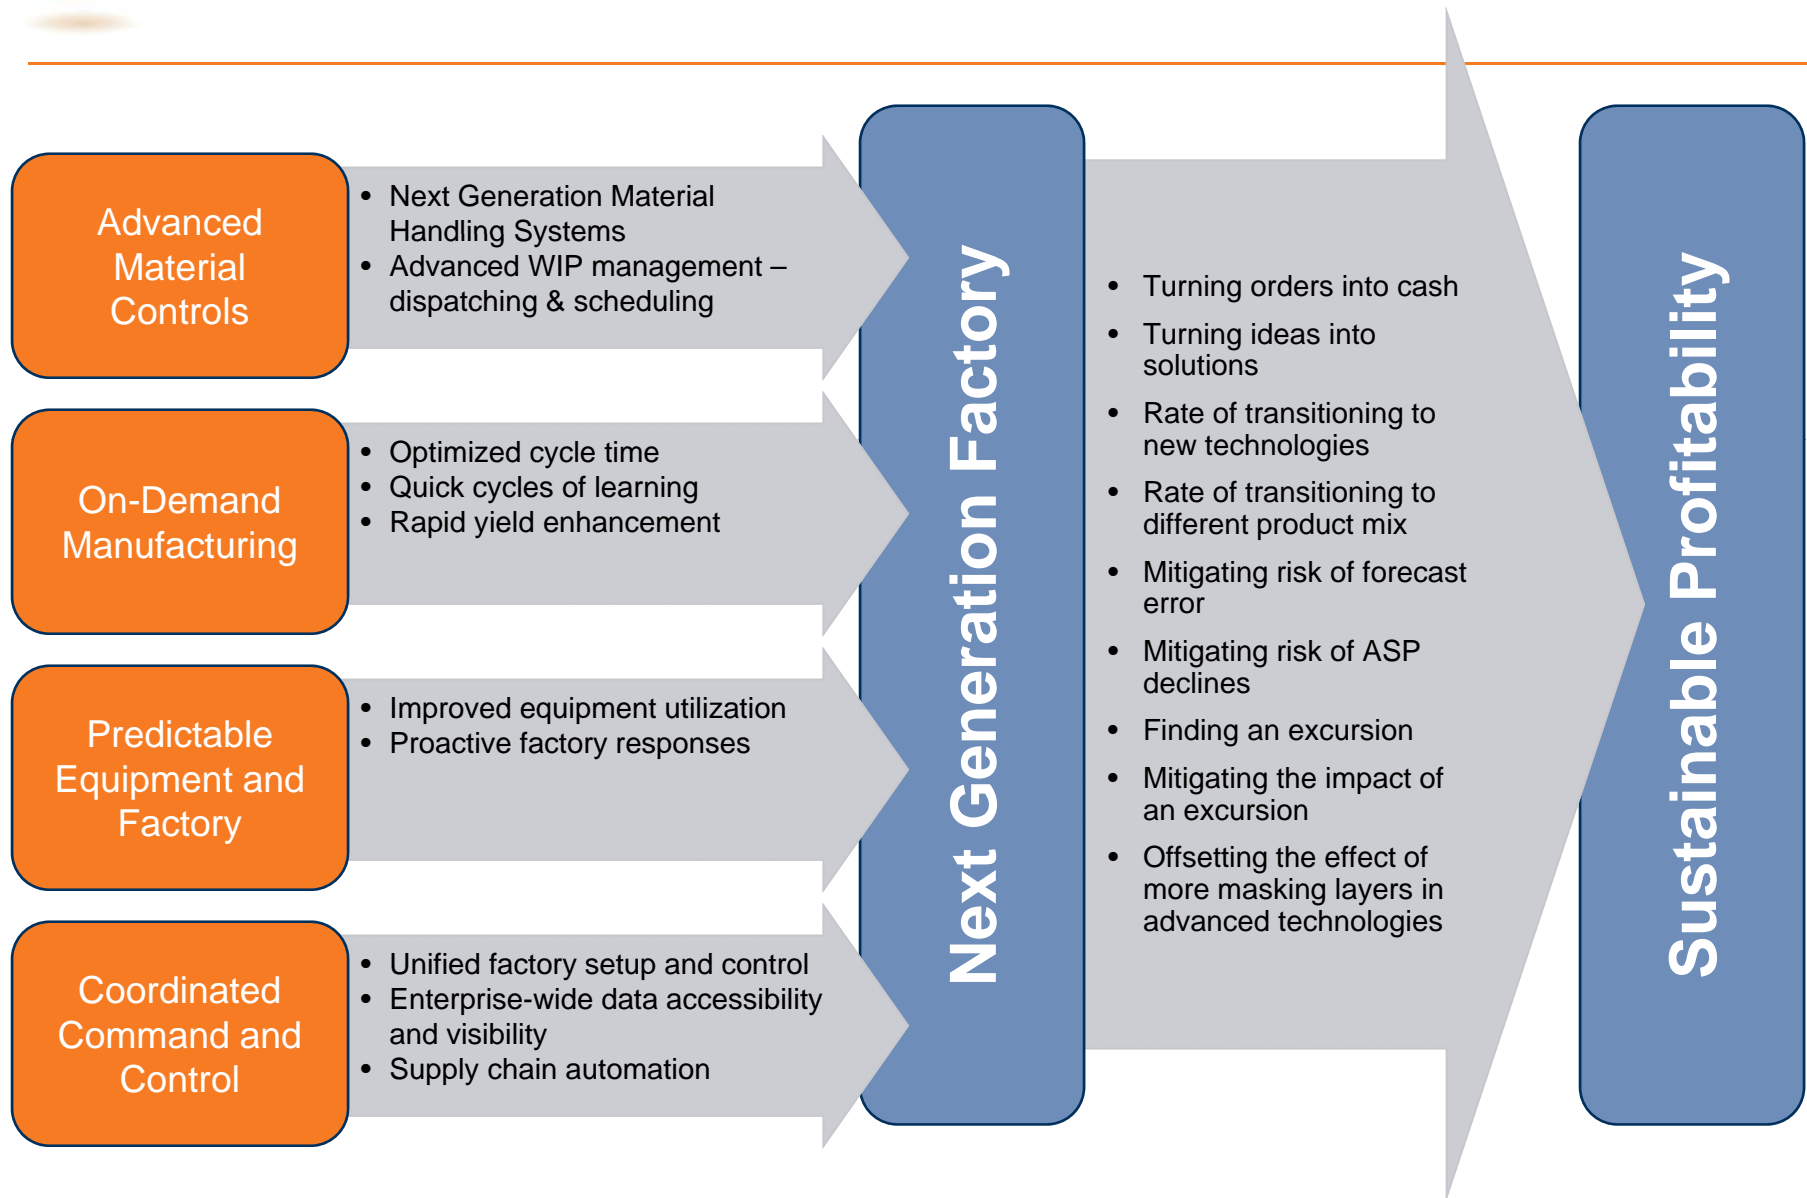 Advanced
Material
Controls
• Next Generation Material
Handling Systems
• Advanced WIP management –
dispatching & scheduling
On-Demand
Manufacturing
• Optimized cycle time
• Quick cycles of learning
• Rapid yield enhancement
Predictable
Equipment and
Factory
• Improved equipment utilization
• Proactive factory responses
Coordinated
Command and
Control
• Unified factory setup and control
• Enterprise-wide data accessibility
and visibility
• Supply chain automation
Next Generation Factory
• Turning orders into cash
• Turning ideas into
solutions
• Rate of transitioning to
new technologies
• Rate of transitioning to
different product mix
• Mitigating risk of forecast
error
• Mitigating risk of ASP
declines
• Finding an excursion
• Mitigating the impact of
an excursion
• Offsetting the effect of
more masking layers in
advanced technologies
Sustainable Profitability